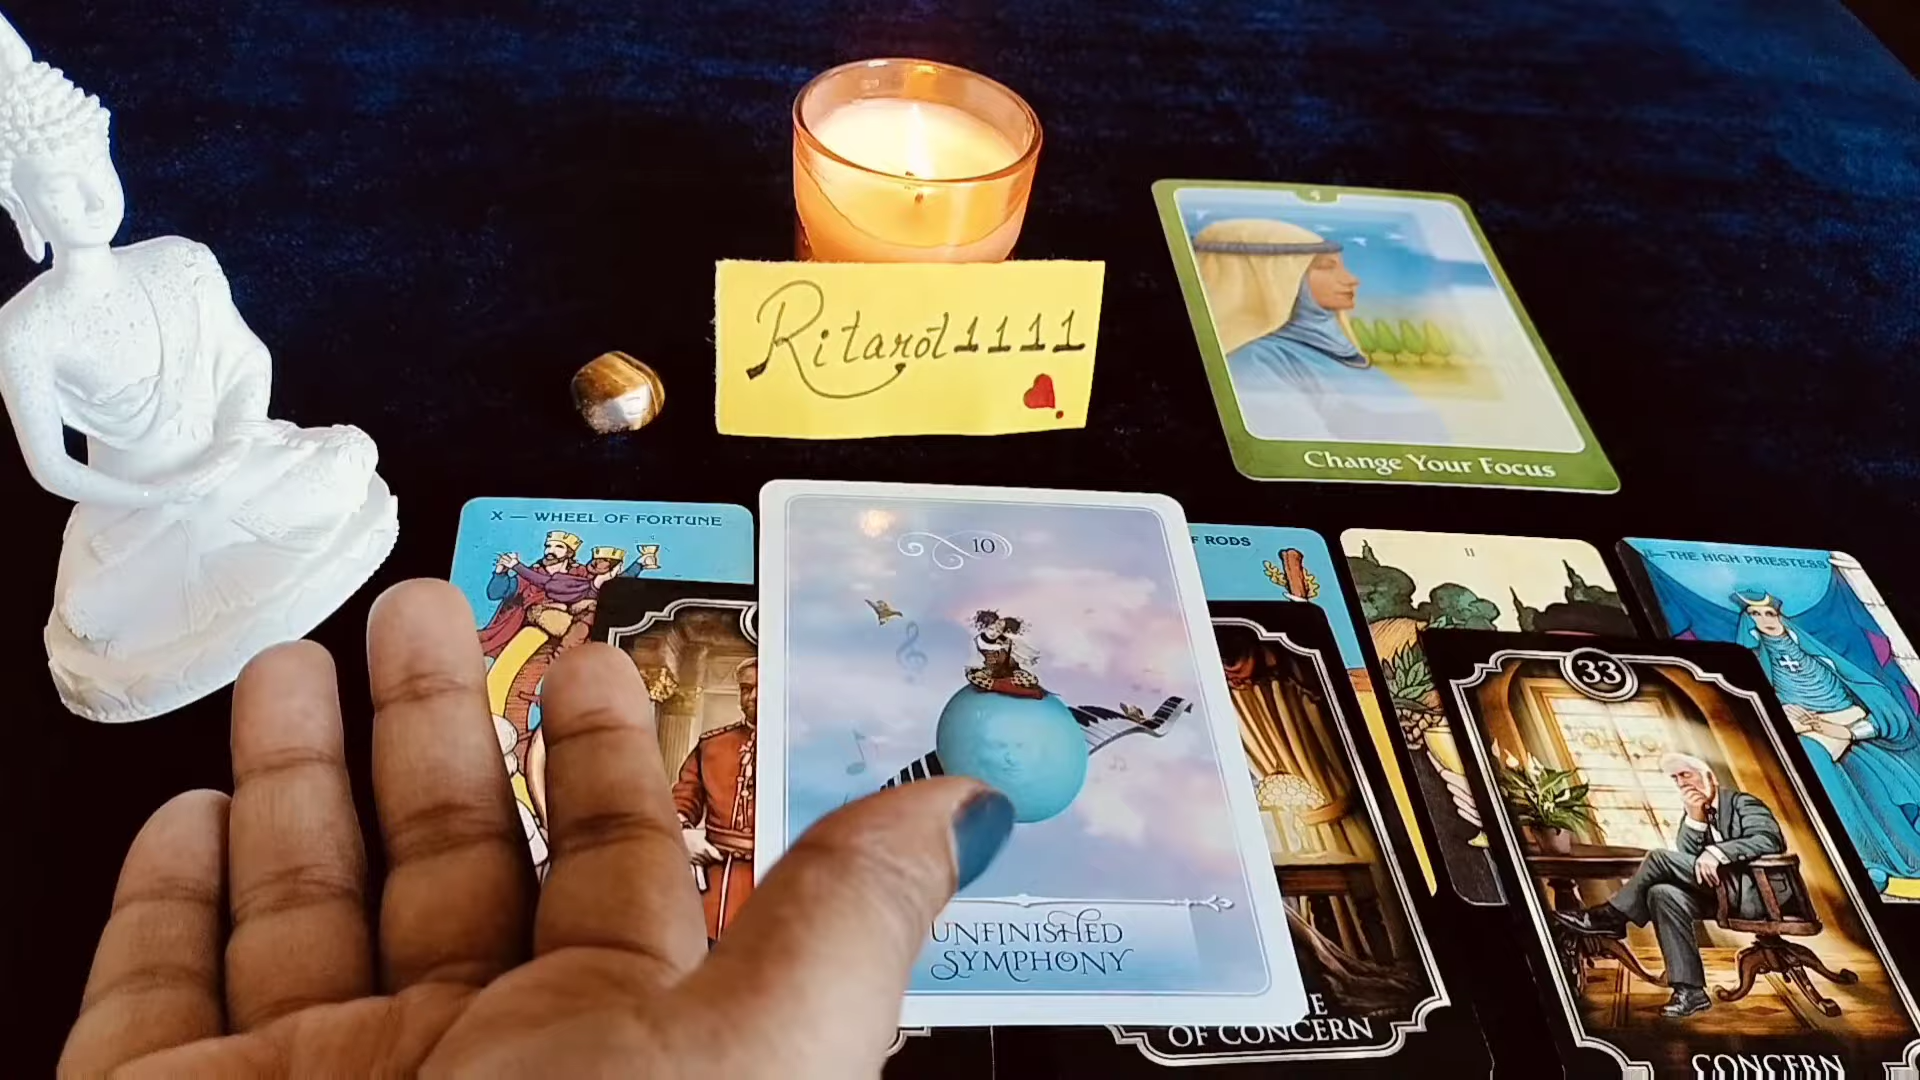 Ritarot1111
Change Your Focus
X — WHEEL OF FORTUNE
10
F RODS
II
II—THE HIGH PRIESTESS
33
UNFINISHED
SYMPHONY
OF CONCERN
CONCERN